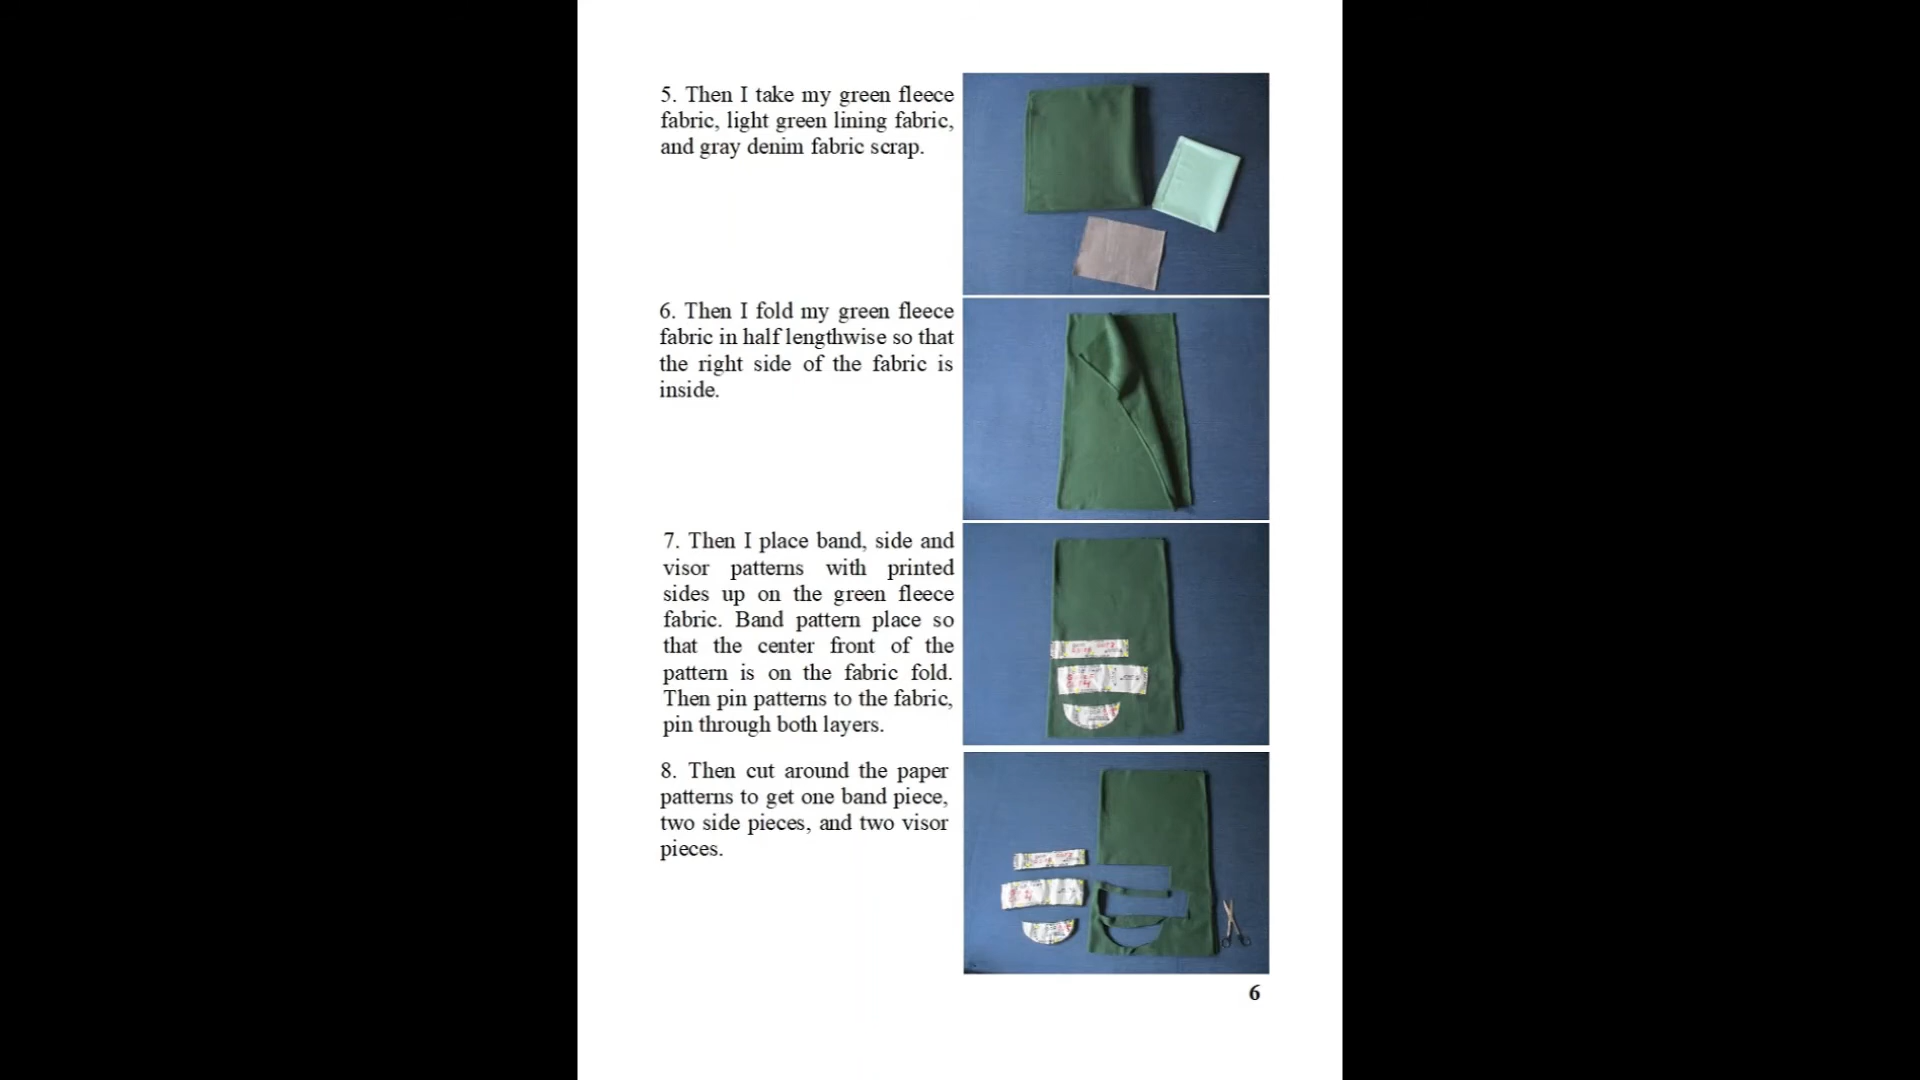 5. Then I take my green fleece
fabric, light green lining fabric,
and gray denim fabric scrap.
6. Then I fold my green fleece
fabric in half lengthwise so that
the right side of the fabric is
inside.
7. Then I place band, side and
visor patterns with printed
sides up on the green fleece
fabric. Band pattern place so
that the center front of the
pattern is on the fabric fold.
Then pin patterns to the fabric,
pin through both layers.
8. Then cut around the paper
patterns to get one band piece,
two side pieces, and two visor
pieces.
6